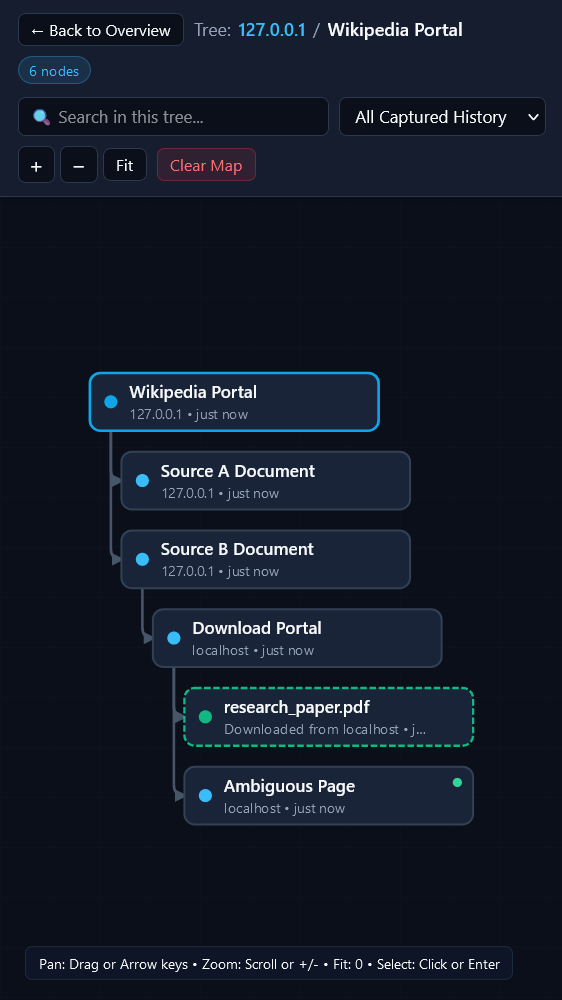 ← Back to Overview Tree: 127.0.0.1 / Wikipedia Portal
6 nodes
Search in this tree... All Captured History
+ − Fit Clear Map
Wikipedia Portal
127.0.0.1 • just now
Source A Document
127.0.0.1 • just now
Source B Document
127.0.0.1 • just now
Download Portal
localhost • just now
research_paper.pdf
Downloaded from localhost • j...
Ambiguous Page
localhost • just now
Pan: Drag or Arrow keys • Zoom: Scroll or +/- • Fit: 0 • Select: Click or Enter